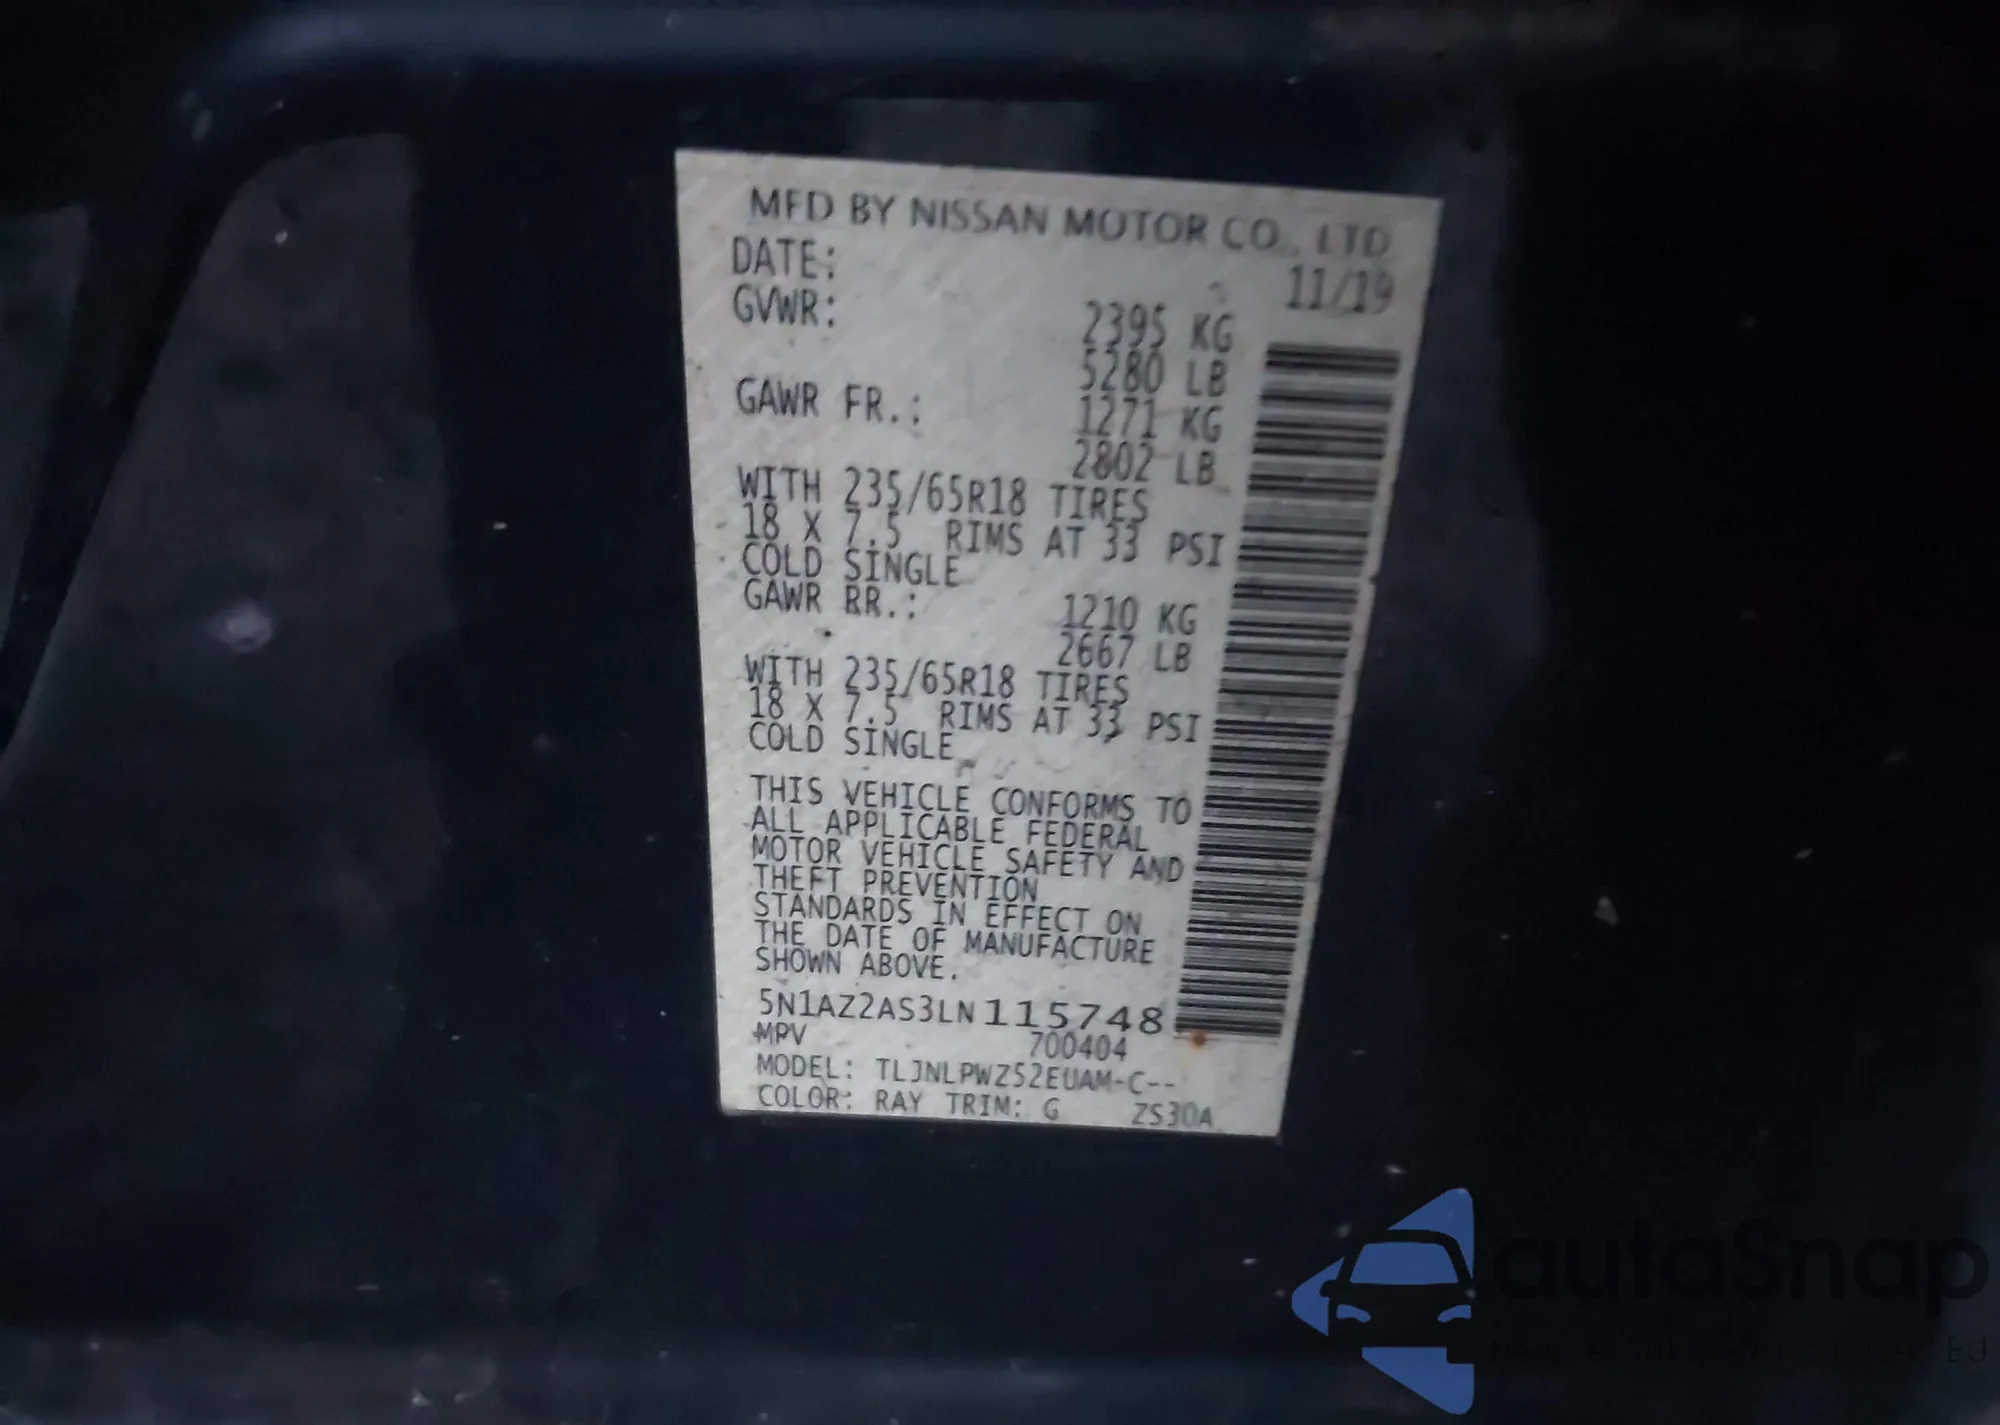 MFD BY NISSAN MOTOR CO., LTD
DATE: 11/19
GVWR: 2395 KG
5280 LB
GAWR FR.: 1271 KG
2802 LB
WITH 235/65R18 TIRES
18 X 7.5 RIMS AT 33 PSI
COLD SINGLE
GAWR RR.: 1210 KG
2667 LB
WITH 235/65R18 TIRES
18 X 7.5 RIMS AT 33 PSI
COLD SINGLE
THIS VEHICLE CONFORMS TO
ALL APPLICABLE FEDERAL
MOTOR VEHICLE SAFETY AND
THEFT PREVENTION
STANDARDS IN EFFECT ON
THE DATE OF MANUFACTURE
SHOWN ABOVE.
5N1AZ2AS3LN115748
MPV 700404
MODEL: TLJNLPWZ52EUAM-C--
COLOR: RAY TRIM: G ZS30A
autaSnap